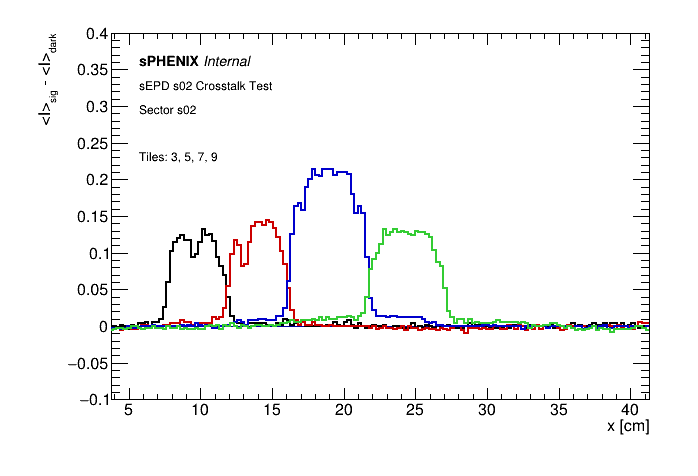 <I>sig - <I>dark
0.4
0.35
0.3
0.25
0.2
0.15
0.1
0.05
0
−0.05
−0.1
sPHENIX Internal
sEPD s02 Crosstalk Test
Sector s02
Tiles: 3, 5, 7, 9
5 10 15 20 25 30 35 40
x [cm]